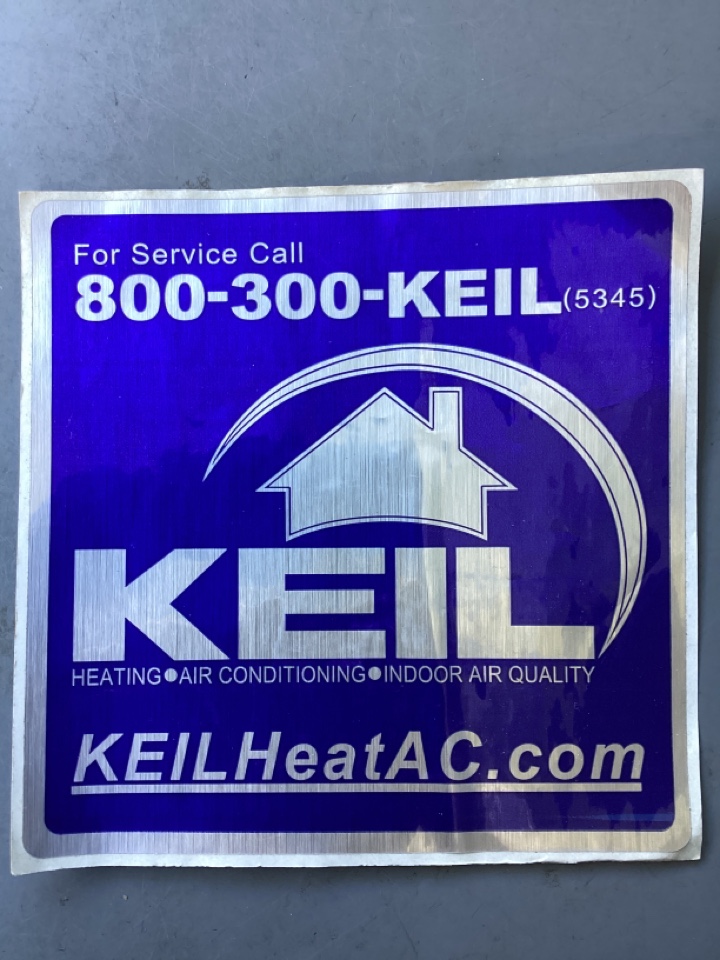 For Service Call
800-300-KEIL(5345)
KEIL
HEATING•AIR CONDITIONING•INDOOR AIR QUALITY
KEILHeatAC.com